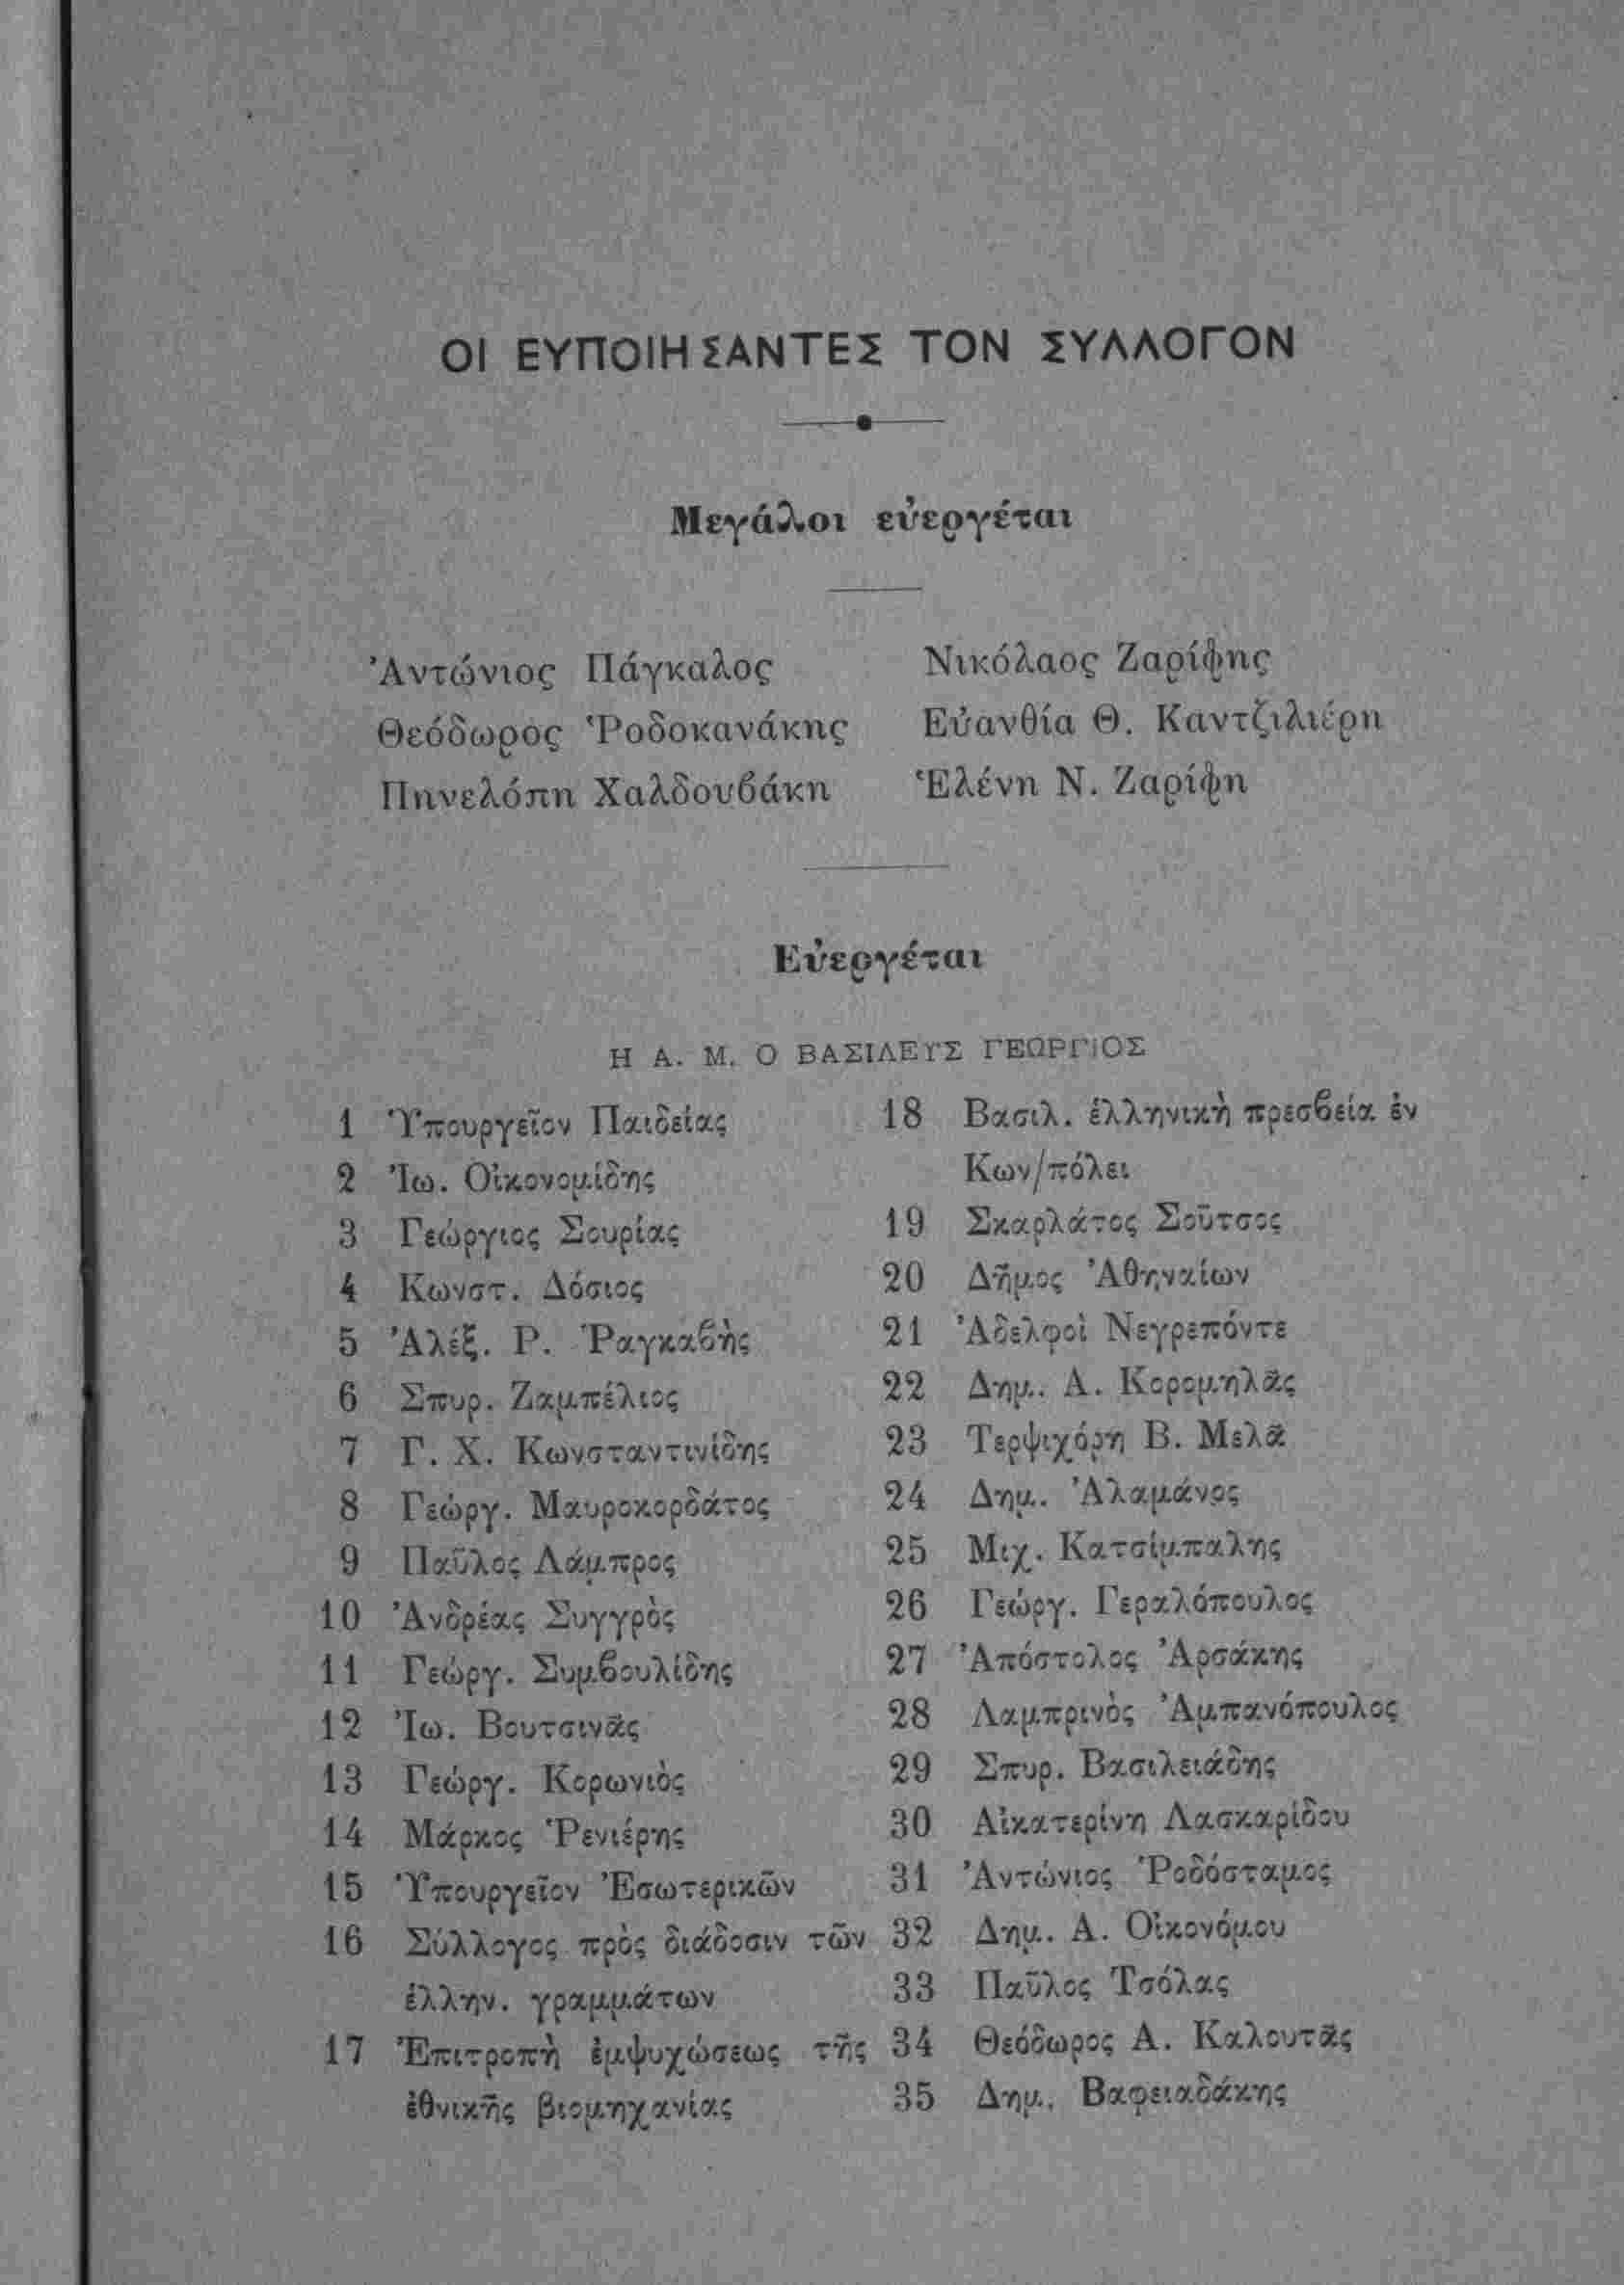 ΟΙ ΕΥΠΟΙΗΣΑΝΤΕΣ ΤΟΝ ΣΥΛΛΟΓΟΝ
Μεγάλοι εὐεργέται
Ἀντώνιος Πάγκαλος
Θεόδωρος Ῥοδοκανάκης
Πηνελόπη Χαλδουβάκη
Νικόλαος Ζαρίφης
Εὐανθία Θ. Καντζιλιέρη
Ἑλένη Ν. Ζαρίφη
Εὐεργέται
Η Α. Μ. Ο ΒΑΣΙΛΕΥΣ ΓΕΩΡΓΙΟΣ
1 Ὑπουργεῖον Παιδείας
2 Ἰω. Οἰκονομίδης
3 Γεώργιος Σουρίας
4 Κωνστ. Δόσιος
5 Ἀλέξ. Ρ. Ῥαγκαβὴς
6 Σπυρ. Ζαμπέλιος
7 Γ. Χ. Κωνσταντινίδης
8 Γεώργ. Μαυροκορδάτος
9 Παῦλος Λάμπρος
10 Ἀνδρέας Συγγρὸς
11 Γεώργ. Συμβουλίδης
12 Ἰω. Βουτσινᾶς
13 Γεώργ. Κορωνιὸς
14 Μάρκος Ῥενιέρης
15 Ὑπουργεῖον Ἐσωτερικῶν
16 Σύλλογος πρὸς διάδοσιν τῶν
ἑλλην. γραμμάτων
17 Ἐπιτροπὴ ἐμψυχώσεως τῆς
ἐθνικῆς βιομηχανίας
18 Βασιλ. ἑλληνικὴ πρεσβεία ἐν
Κων/πόλει
19 Σκαρλάτος Σοῦτσος
20 Δῆμος Ἀθηναίων
21 Ἀδελφοὶ Νεγρεπόντε
22 Δημ. Α. Κορομηλᾶς
23 Τερψιχόρη Β. Μελᾶ
24 Δημ. Ἀλαμάνος
25 Μιχ. Κατσίμπαλης
26 Γεώργ. Γεραλόπουλος
27 Ἀπόστολος Ἀρσάκης
28 Λαμπρινὸς Ἀμπανόπουλος
29 Σπυρ. Βασιλειάδης
30 Αἰκατερίνη Λασκαρίδου
31 Ἀντώνιος Ῥοδόσταμος
32 Δημ. Α. Οἰκονόμου
33 Παῦλος Τσόλας
34 Θεόδωρος Α. Καλουτᾶς
35 Δημ. Βαφειαδάκης